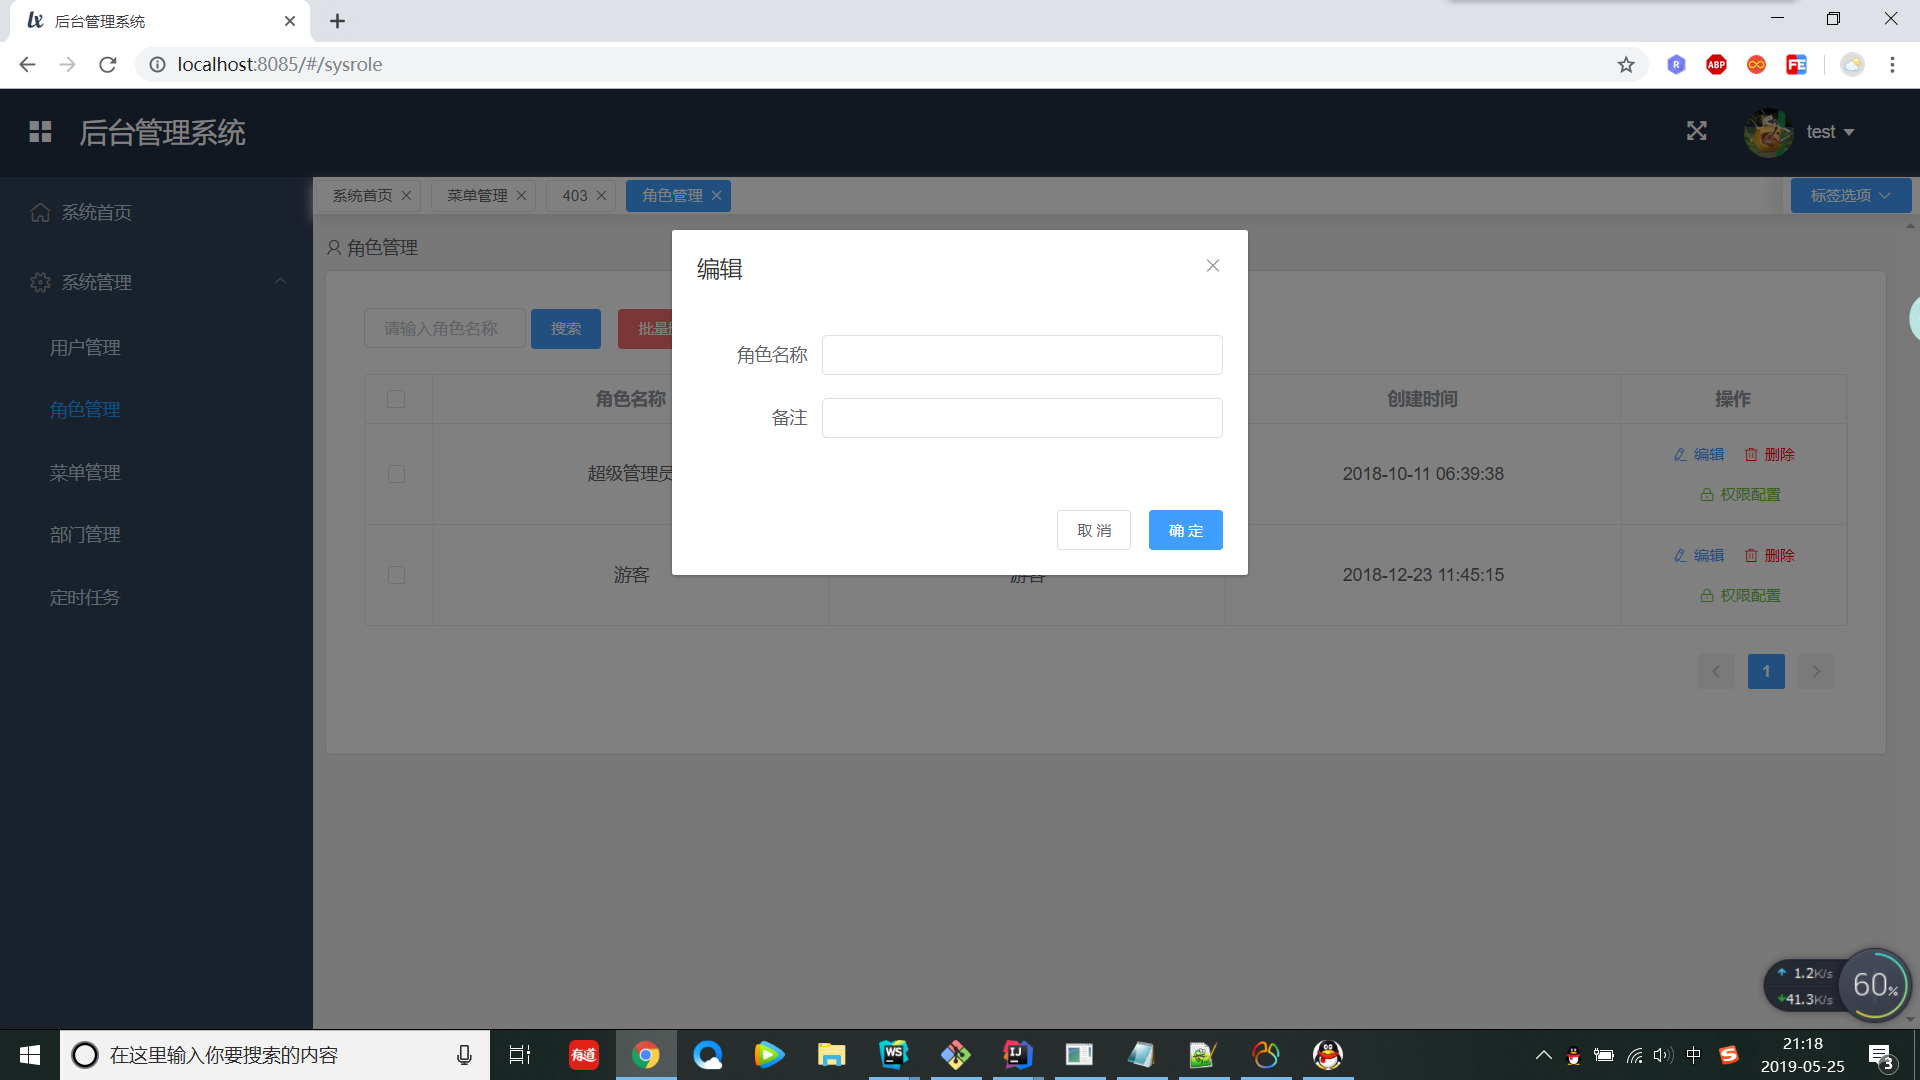 后台管理系统
localhost:8085/#/sysrole
R
ABP
FE
后台管理系统
test
系统首页
菜单管理
403
角色管理
标签选项
系统首页
系统管理
用户管理
角色管理
菜单管理
部门管理
定时任务
角色管理
请输入角色名称
搜索
编辑
角色名称
备注
取 消
确 定
角色名称
创建时间
操作
超级管理员
2018-10-11 06:39:38
编辑
删除
权限配置
游客
2018-12-23 11:45:15
编辑
删除
权限配置
1
1.2K/s
41.3K/s
60%
在这里输入你要搜索的内容
有道
WS
IJ
中
S
21:18
2019-05-25
3